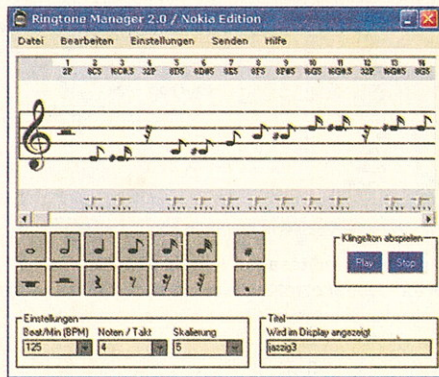 Ringtone Manager 2.0 / Nokia Edition
Datei Bearbeiten Einstellungen Senden Hilfe
1 2 3 4 5 6 7 8 9 10 11 12 13 14
2P 8C5 16C#5 32P 8D5 8D#5 8E5 8F5 8F#5 16G5 16G#5 32P 16G#5 8G5
Klingelton abspielen
Play Stop
Einstellungen
Beat/Min (BPM) Noten / Takt Skalierung
125 4 5
Titel
Wird im Display angezeigt
jazzig3